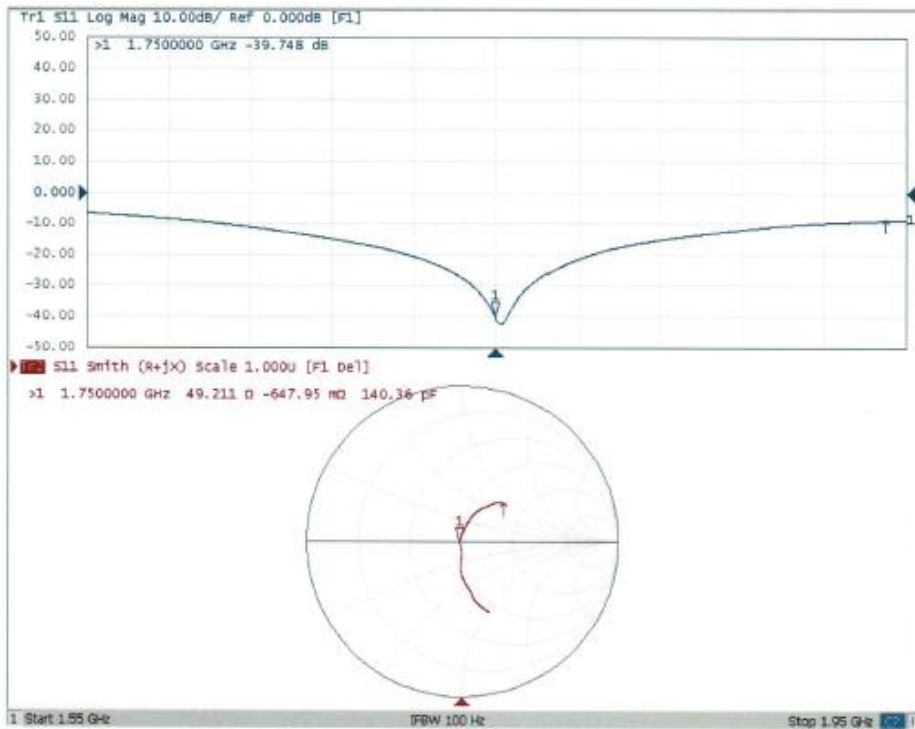 Tr1 S11 Log Mag 10.00dB/ Ref 0.000dB [F1]
50.00
>1 1.7500000 GHz -39.748 dB
40.00
30.00
20.00
10.00
0.000
-10.00
1
-20.00
-30.00
1
-40.00
-50.00
S11 Smith (R+jX) Scale 1.000U [F1 Del]
>1 1.7500000 GHz 49.211 Ω -647.95 mΩ 140.36 pF
1
1 Start 1.55 GHz IFBW 100 Hz Stop 1.95 GHz